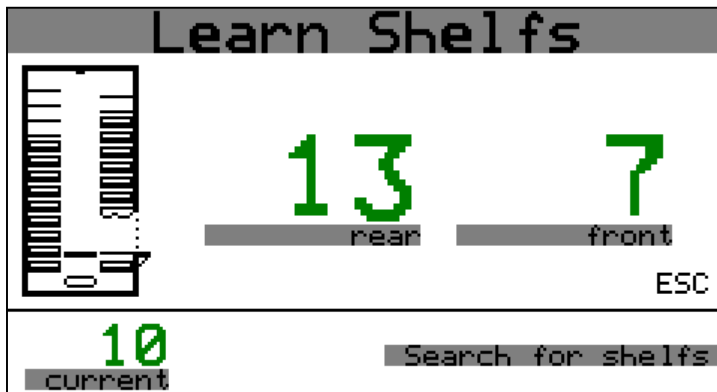 Learn Shelfs
13 7
rear front
ESC
10
current Search for shelfs